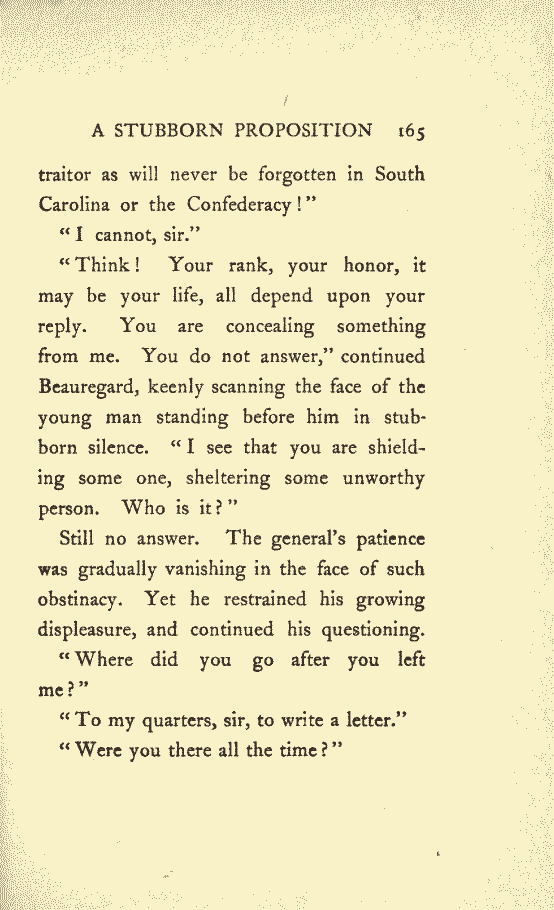 A STUBBORN PROPOSITION 165
traitor as will never be forgotten in South
Carolina or the Confederacy!"
"I cannot, sir."
"Think! Your rank, your honor, it
may be your life, all depend upon your
reply. You are concealing something
from me. You do not answer," continued
Beauregard, keenly scanning the face of the
young man standing before him in stub-
born silence. "I see that you are shield-
ing some one, sheltering some unworthy
person. Who is it?"
Still no answer. The general's patience
was gradually vanishing in the face of such
obstinacy. Yet he restrained his growing
displeasure, and continued his questioning.
"Where did you go after you left
me?"
"To my quarters, sir, to write a letter."
"Were you there all the time?"